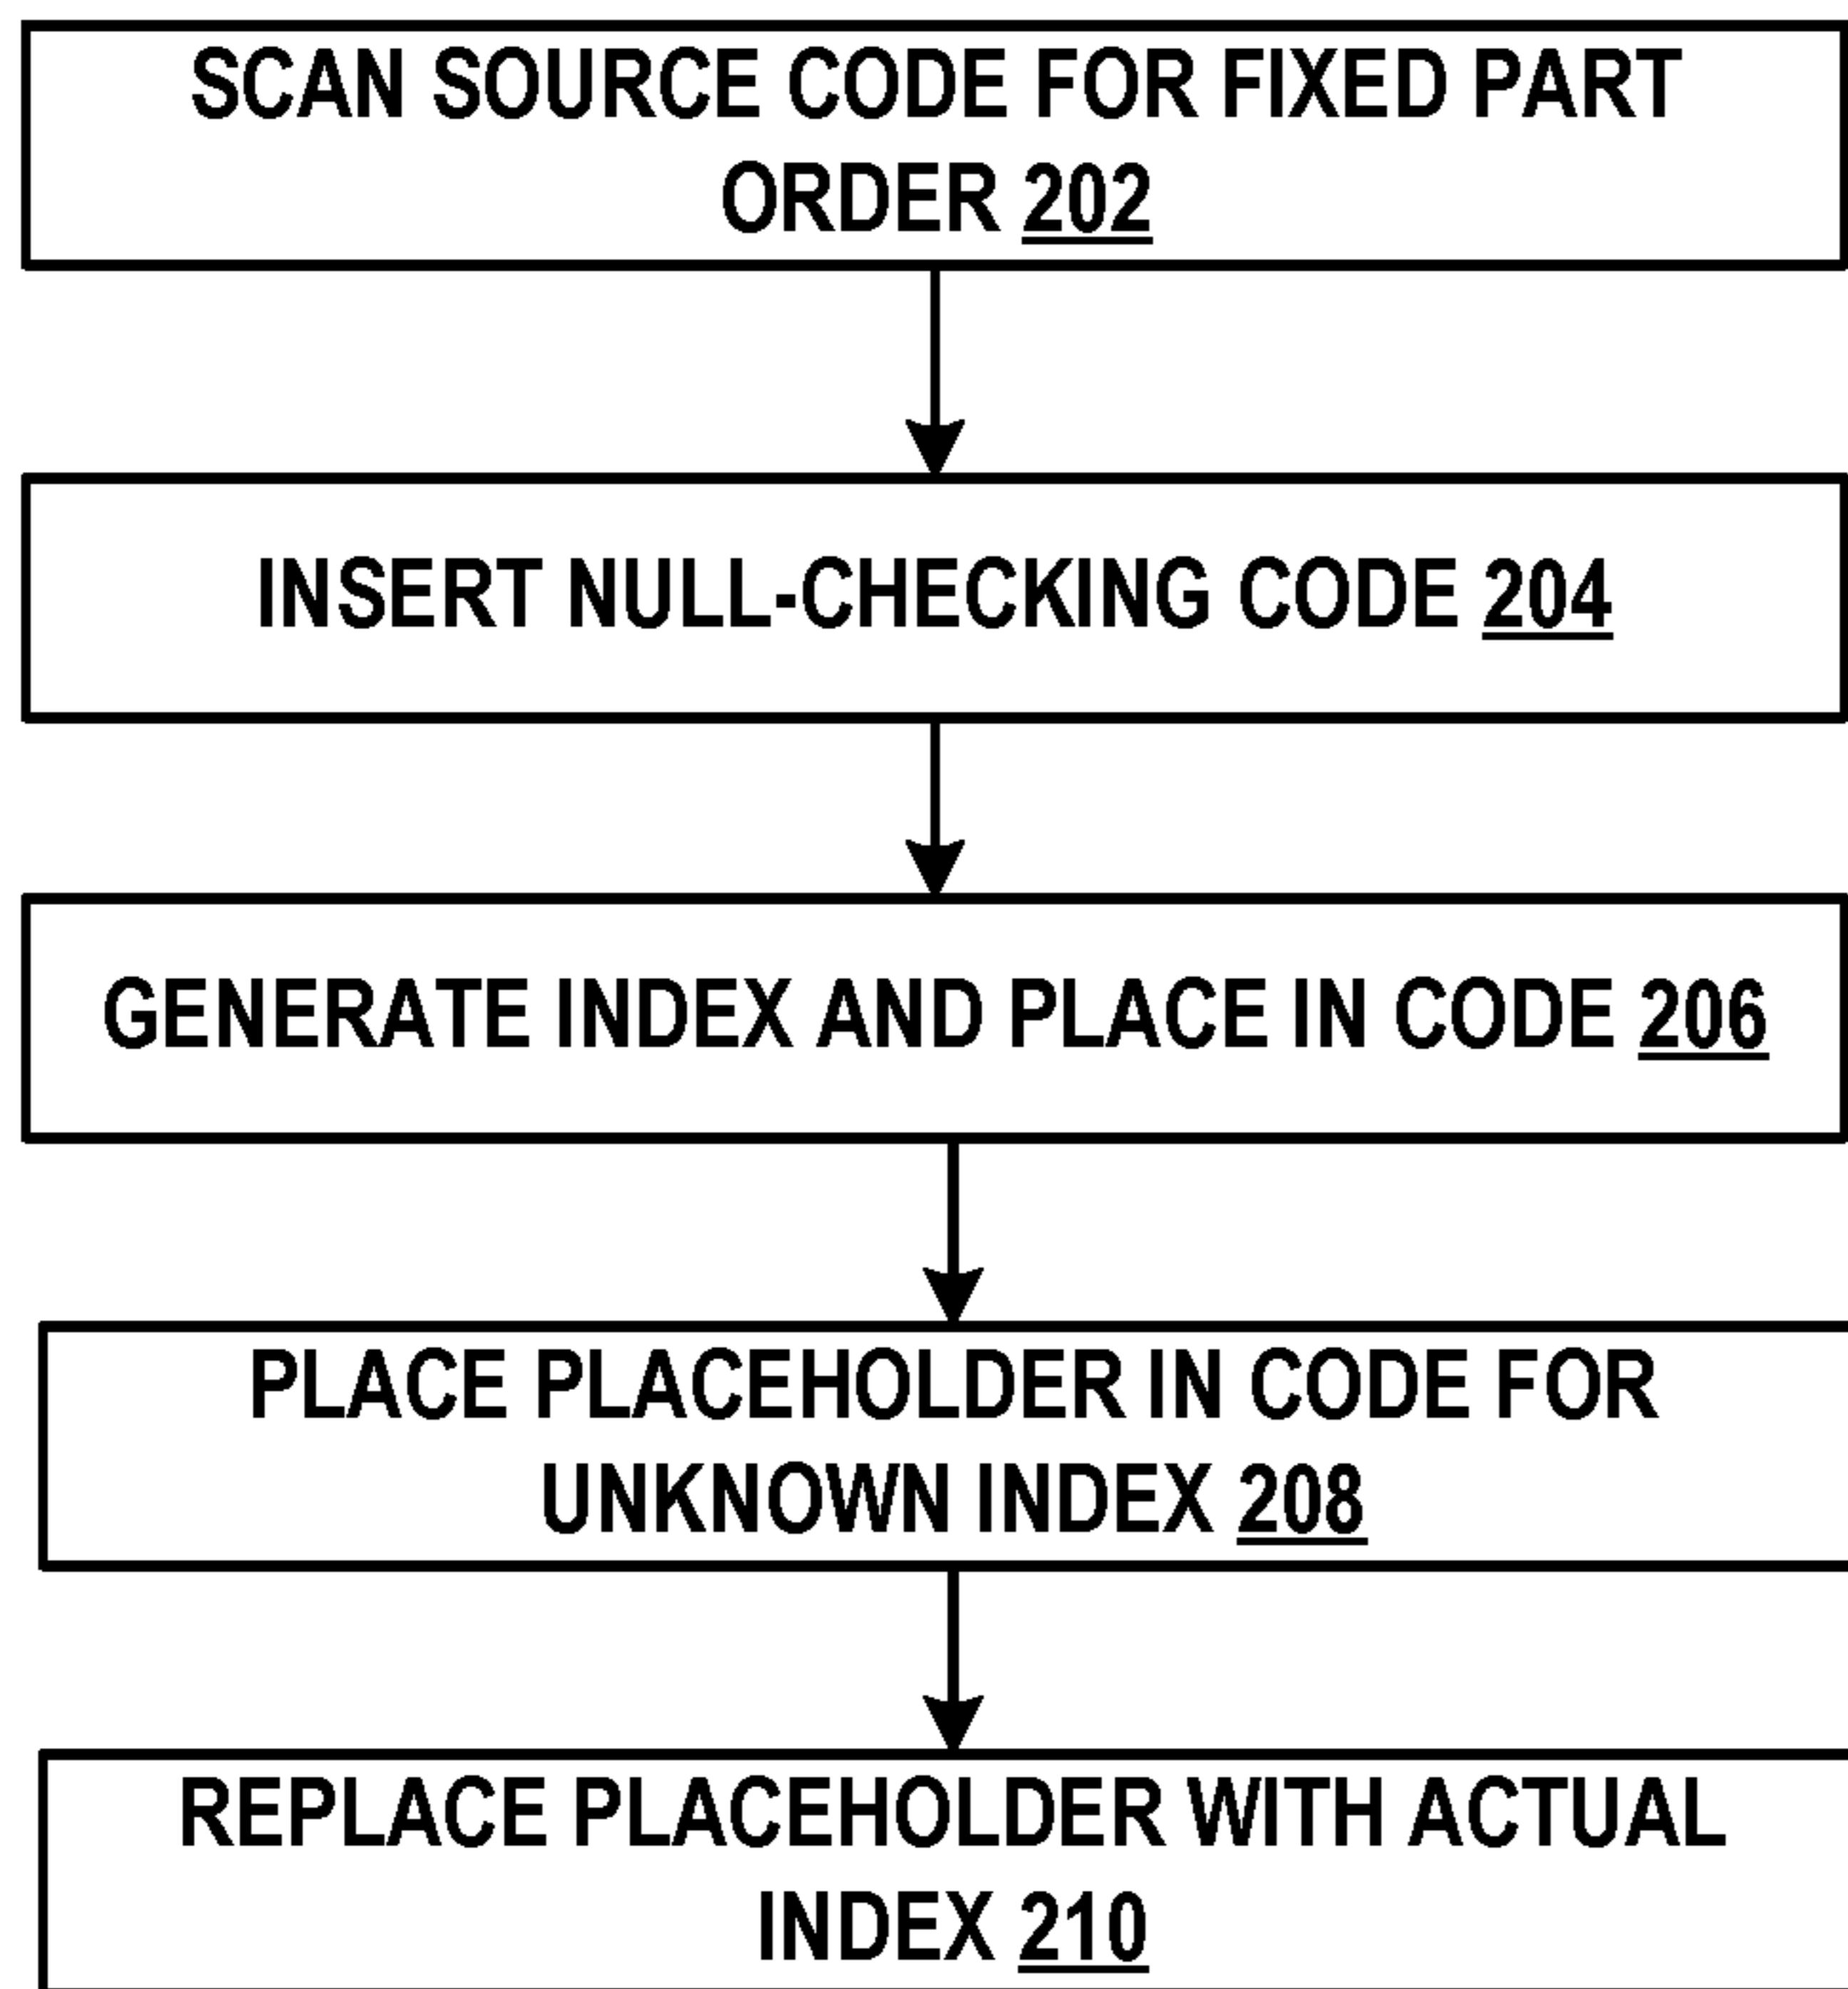 SCAN SOURCE CODE FOR FIXED PART
ORDER 202
INSERT NULL-CHECKING CODE 204
GENERATE INDEX AND PLACE IN CODE 206
PLACE PLACEHOLDER IN CODE FOR
UNKNOWN INDEX 208
REPLACE PLACEHOLDER WITH ACTUAL
INDEX 210